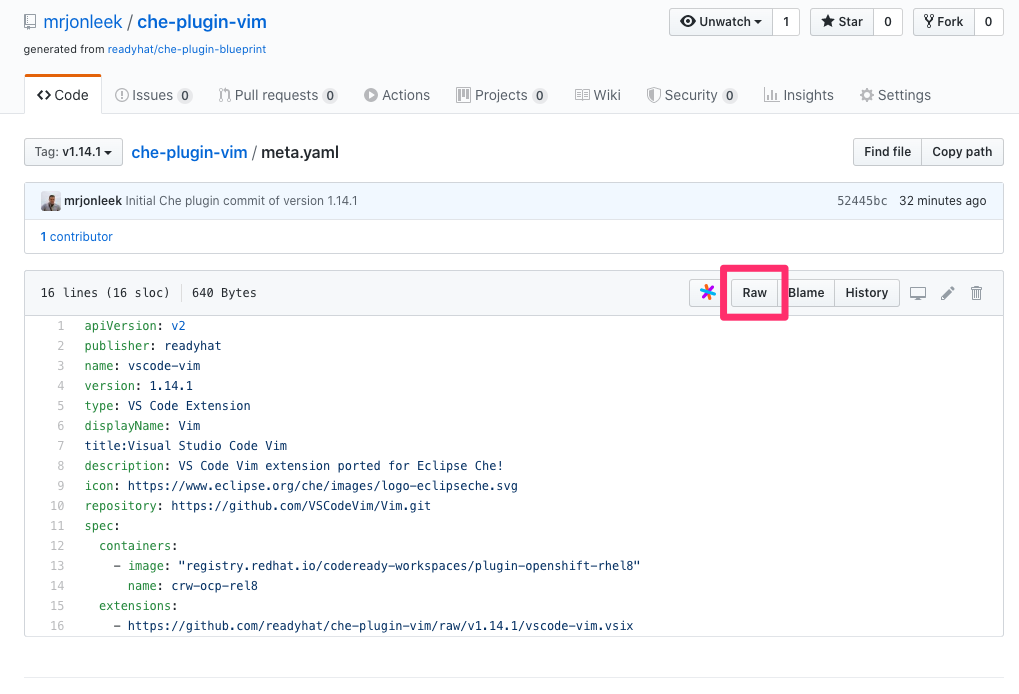 mrjonleek / che-plugin-vim
Unwatch 1 Star 0 Fork 0
generated from readyhat/che-plugin-blueprint
Code Issues 0 Pull requests 0 Actions Projects 0 Wiki Security 0 Insights Settings
Tag: v1.14.1 che-plugin-vim / meta.yaml Find file Copy path
mrjonleek Initial Che plugin commit of version 1.14.1 52445bc 32 minutes ago
1 contributor
16 lines (16 sloc) 640 Bytes Raw Blame History
1 apiVersion: v2
2 publisher: readyhat
3 name: vscode-vim
4 version: 1.14.1
5 type: VS Code Extension
6 displayName: Vim
7 title:Visual Studio Code Vim
8 description: VS Code Vim extension ported for Eclipse Che!
9 icon: https://www.eclipse.org/che/images/logo-eclipseche.svg
10 repository: https://github.com/VSCodeVim/Vim.git
11 spec:
12 containers:
13 - image: "registry.redhat.io/codeready-workspaces/plugin-openshift-rhel8"
14 name: crw-ocp-rel8
15 extensions:
16 - https://github.com/readyhat/che-plugin-vim/raw/v1.14.1/vscode-vim.vsix